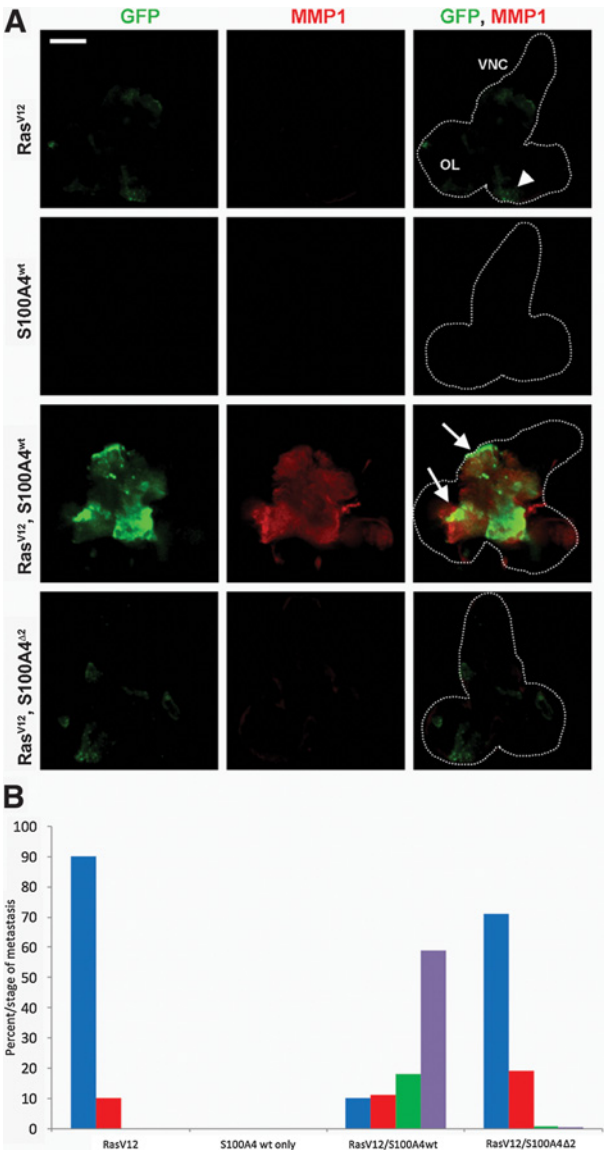 A
GFP
MMP1
GFP, MMP1
RasV12
VNC
OL
S100A4wt
RasV12, S100A4wt
RasV12, S100A4Δ2
B
Percent/stage of metastasis
100
90
80
70
60
50
40
30
20
10
0
RasV12
S100A4 wt only
RasV12/S100A4wt
RasV12/S100A4Δ2